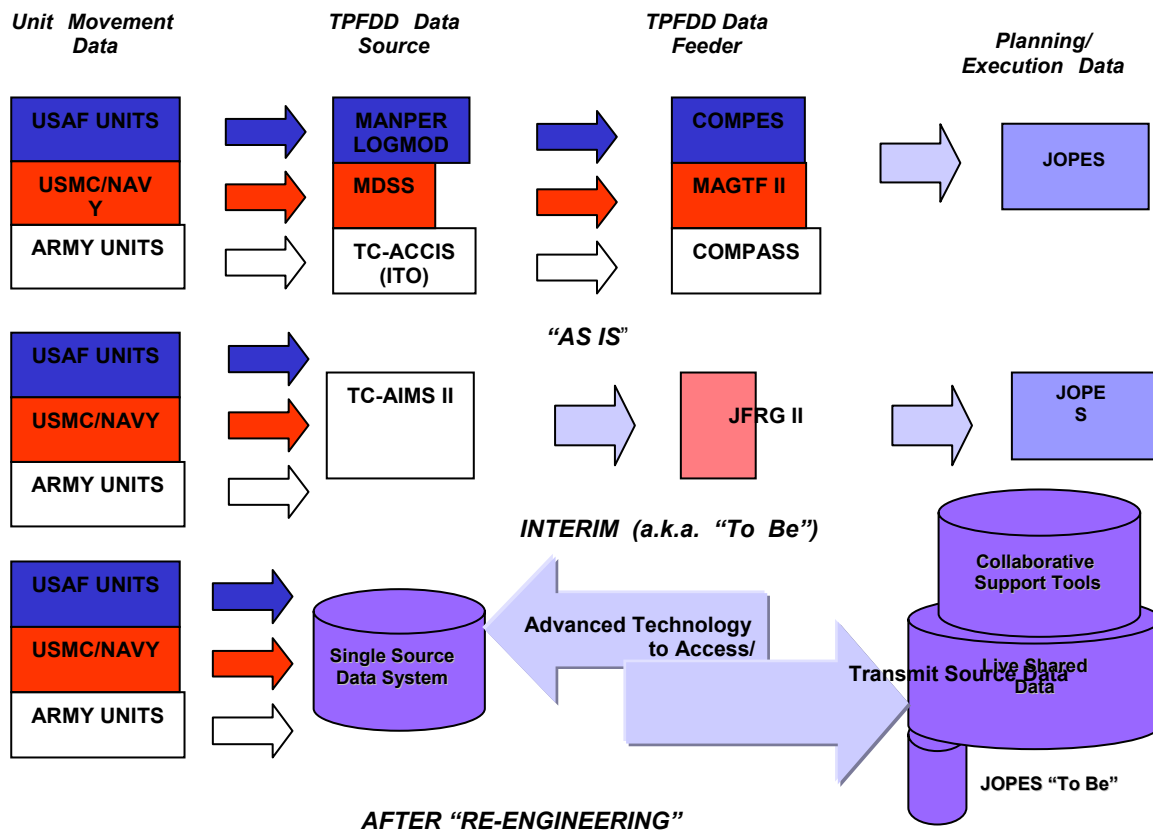 Unit Movement
Data
TPFDD Data
Source
TPFDD Data
Feeder
Planning/
Execution Data
USAF UNITS
MANPER
LOGMOD
COMPES
JOPES
USMC/NAV
Y
MDSS
MAGTF II
ARMY UNITS
TC-ACCIS
(ITO)
COMPASS
“AS IS”
USAF UNITS
USMC/NAVY
ARMY UNITS
TC-AIMS II
JFRG II
JOPE
S
INTERIM (a.k.a. “To Be”)
USAF UNITS
USMC/NAVY
ARMY UNITS
Single Source
Data System
Advanced Technology
to Access/
Transmit Source Data
Collaborative
Support Tools
Live Shared
Data
JOPES “To Be”
AFTER “RE-ENGINEERING”